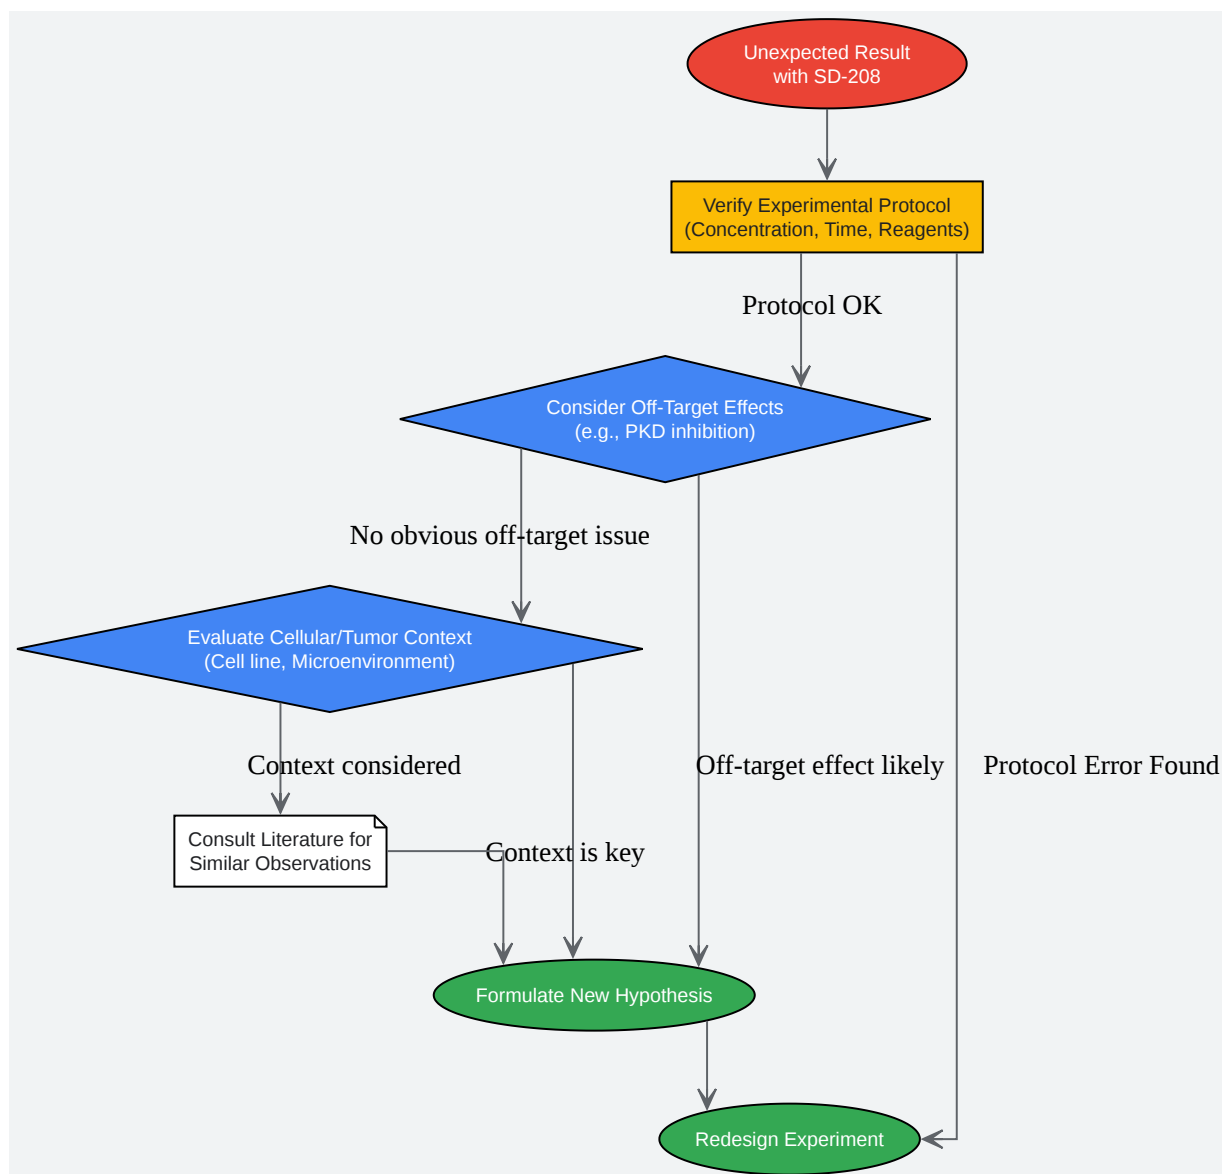 Unexpected Result
with SD-208
Verify Experimental Protocol
(Concentration, Time, Reagents)
Protocol OK
Consider Off-Target Effects
(e.g., PKD inhibition)
No obvious off-target issue
Evaluate Cellular/Tumor Context
(Cell line, Microenvironment)
Context considered
Off-target effect likely
Protocol Error Found
Consult Literature for
Similar Observations
Context is key
Formulate New Hypothesis
Redesign Experiment